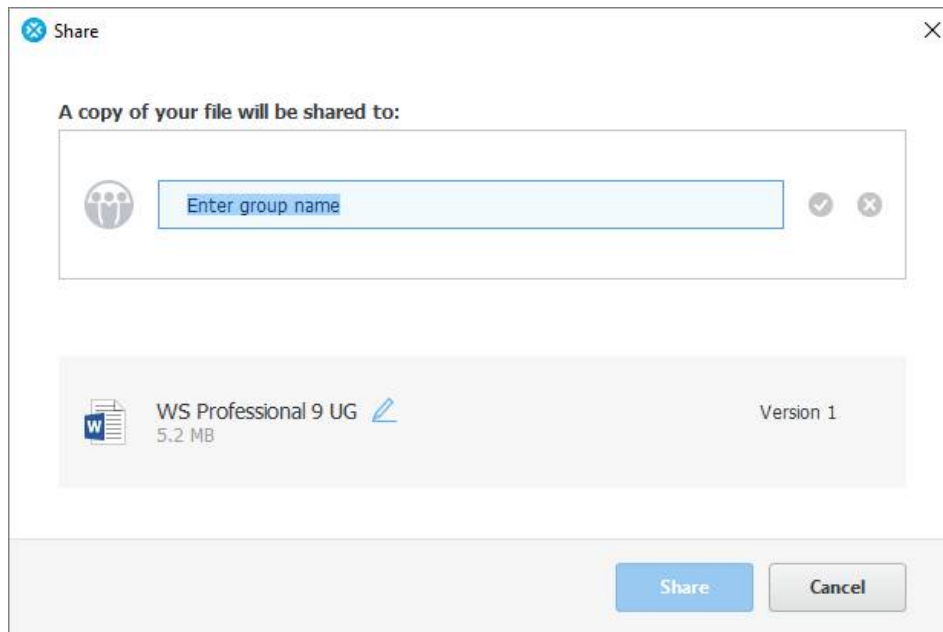 Share
A copy of your file will be shared to:
Enter group name
W
WS Professional 9 UG
Version 1
5.2 MB
Share
Cancel